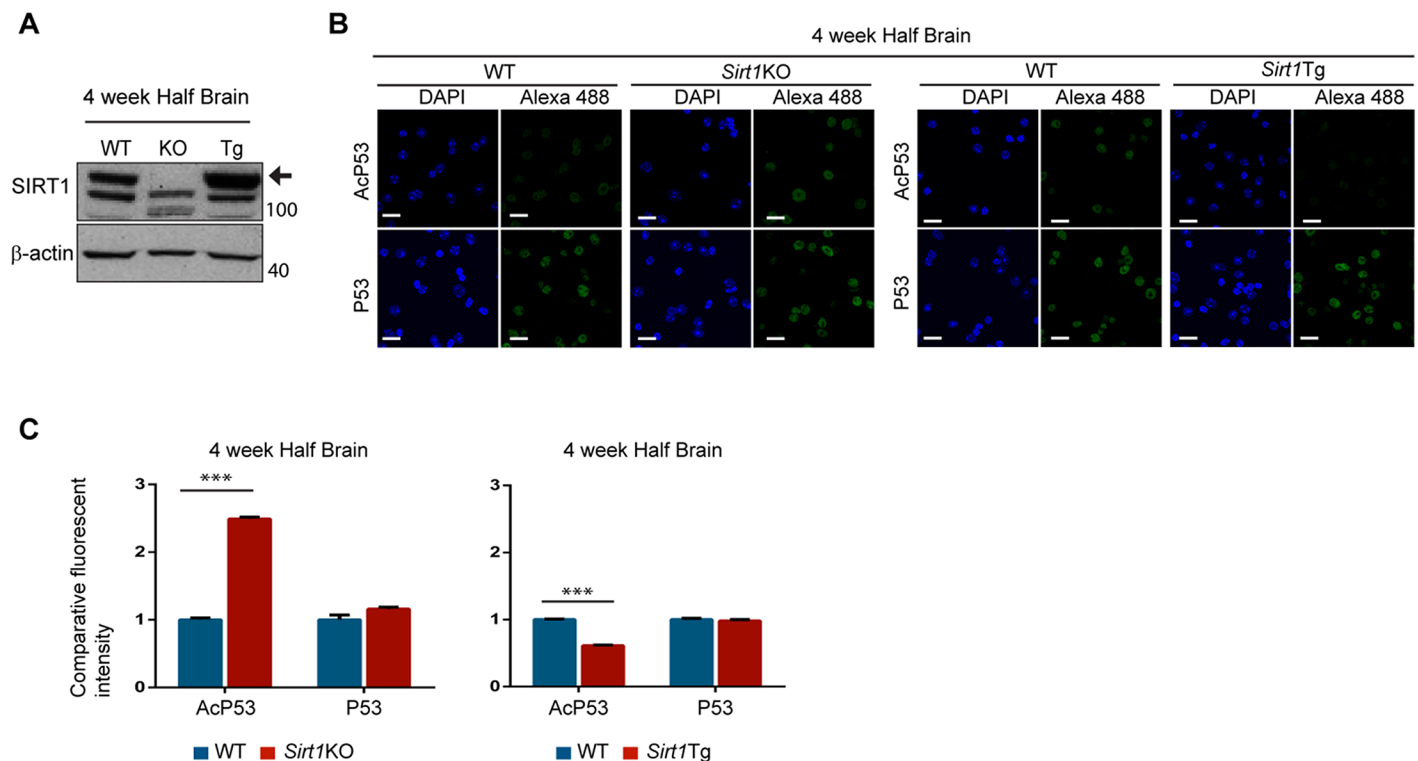 A
4 week Half Brain
WT KO Tg
SIRT1
100
β-actin
40
B
4 week Half Brain
WT Sirt1KO WT Sirt1Tg
DAPI Alexa 488 DAPI Alexa 488 DAPI Alexa 488 DAPI Alexa 488
AcP53 AcP53
P53 P53
C
4 week Half Brain
Comparative fluorescent
intensity
3
2
1
0
***
AcP53 P53
WT Sirt1KO
4 week Half Brain
3
2
1
0
***
AcP53 P53
WT Sirt1Tg